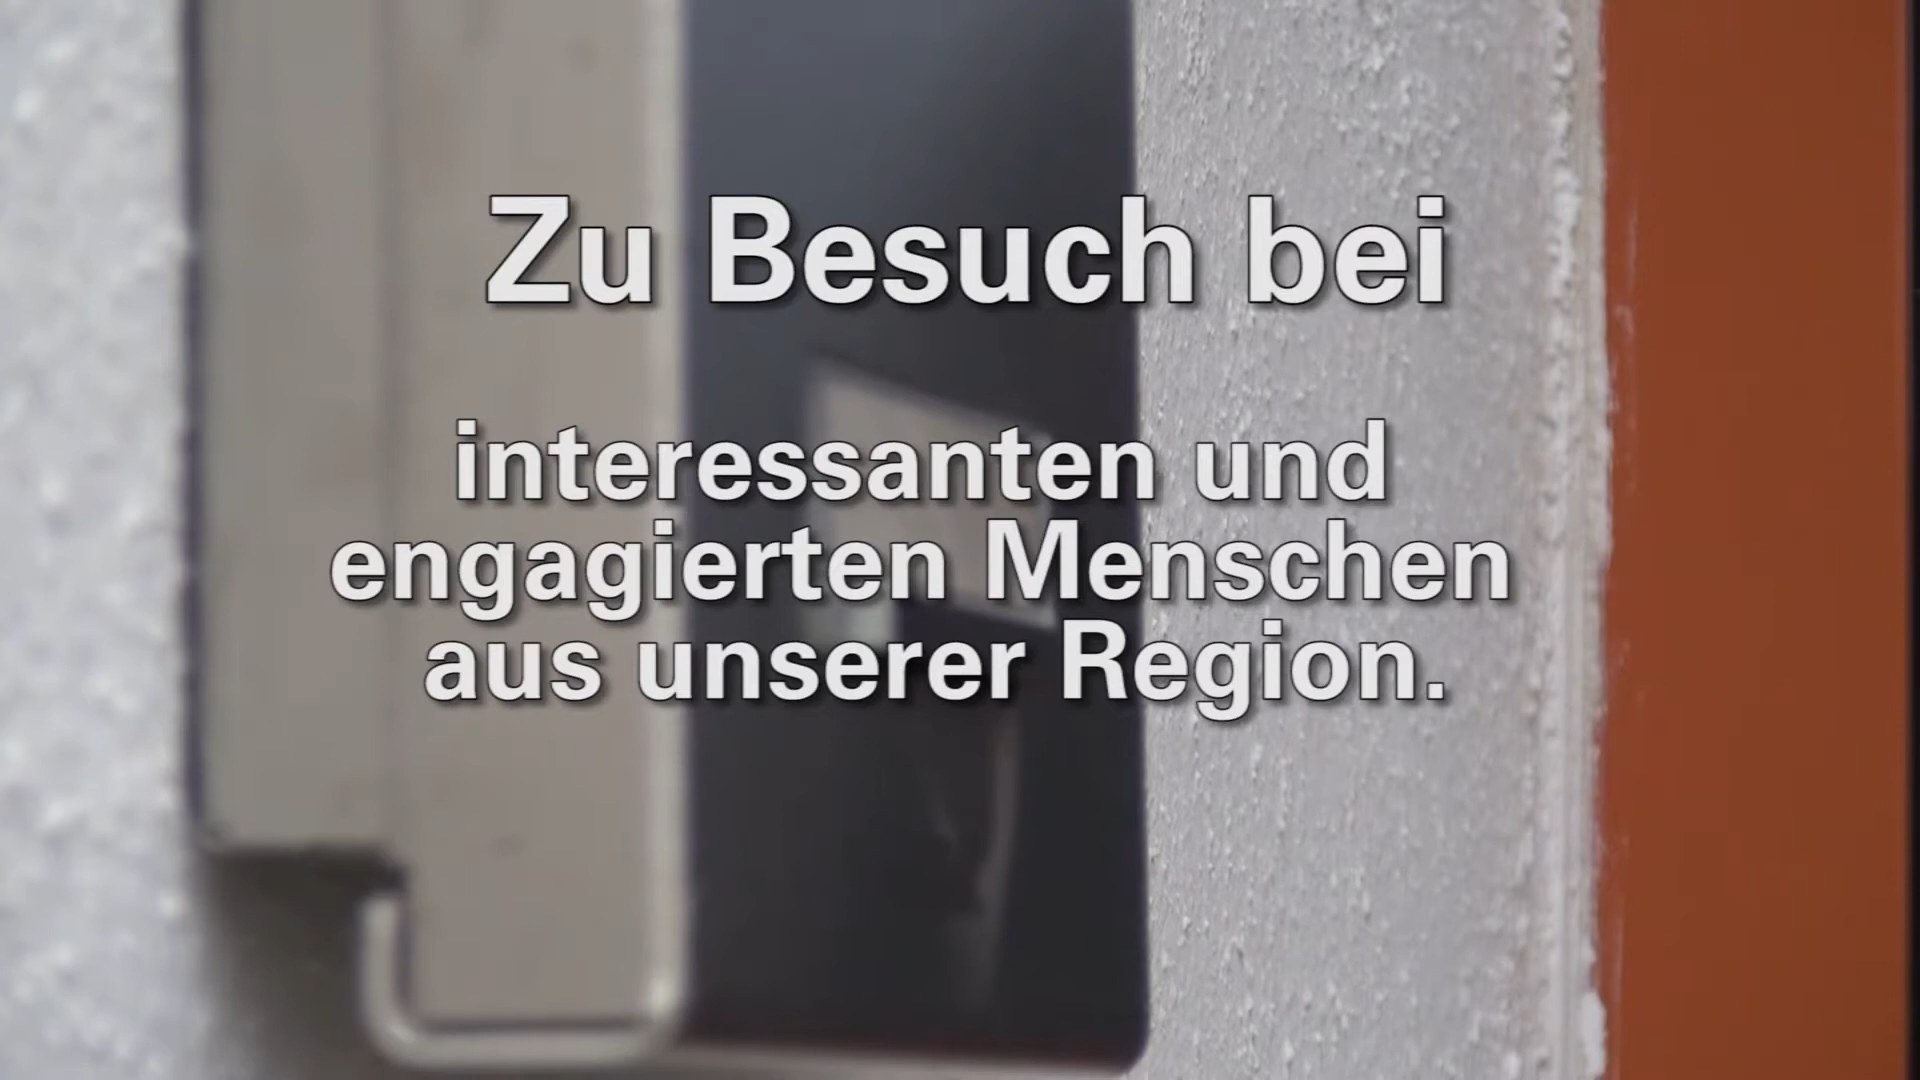 Zu Besuch bei
interessanten und
engagierten Menschen
aus unserer Region.